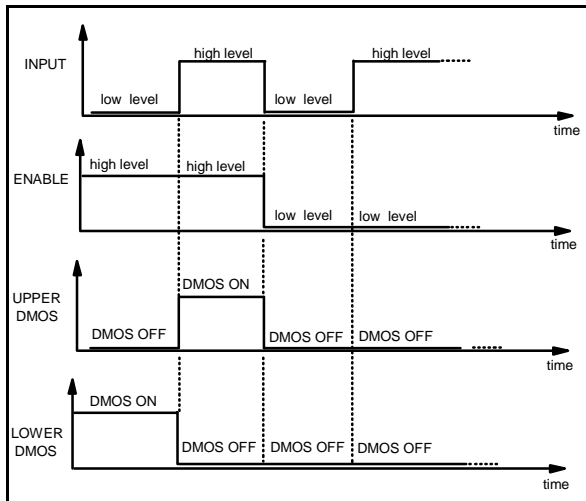 INPUT
high level
high level
low level
low level
time
ENABLE
high level
high level
low level
low level
time
UPPER
DMOS
DMOS ON
DMOS OFF
DMOS OFF
DMOS OFF
time
LOWER
DMOS
DMOS ON
DMOS OFF
DMOS OFF
DMOS OFF
time